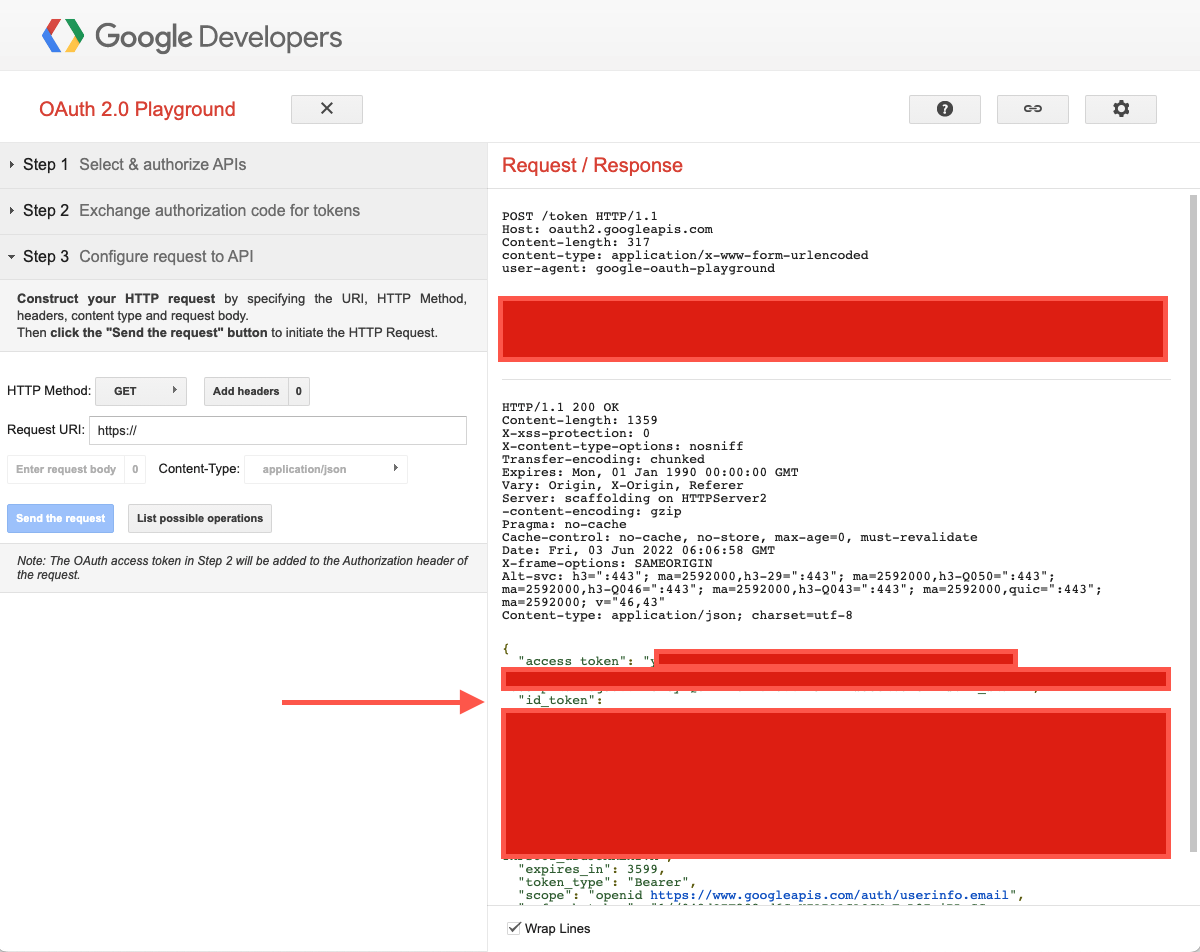 Google Developers
OAuth 2.0 Playground
Step 1 Select & authorize APIs
Step 2 Exchange authorization code for tokens
Step 3 Configure request to API
Construct your HTTP request by specifying the URI, HTTP Method,
headers, content type and request body.
Then click the "Send the request" button to initiate the HTTP Request.
HTTP Method: GET Add headers 0
Request URI: https://
Enter request body 0 Content-Type: application/json
Send the request List possible operations
Note: The OAuth access token in Step 2 will be added to the Authorization header of
the request.
Request / Response
POST /token HTTP/1.1
Host: oauth2.googleapis.com
Content-length: 317
content-type: application/x-www-form-urlencoded
user-agent: google-oauth-playground
HTTP/1.1 200 OK
Content-length: 1359
X-xss-protection: 0
X-content-type-options: nosniff
Transfer-encoding: chunked
Expires: Mon, 01 Jan 1990 00:00:00 GMT
Vary: Origin, X-Origin, Referer
Server: scaffolding on HTTPServer2
-content-encoding: gzip
Pragma: no-cache
Cache-control: no-cache, no-store, max-age=0, must-revalidate
Date: Fri, 03 Jun 2022 06:06:58 GMT
X-frame-options: SAMEORIGIN
Alt-svc: h3=":443"; ma=2592000,h3-29=":443"; ma=2592000,h3-Q050=":443";
ma=2592000,h3-Q046=":443"; ma=2592000,h3-Q043=":443"; ma=2592000,quic=":443";
ma=2592000; v="46,43"
Content-type: application/json; charset=utf-8
{
"access_token": "y
"id_token":
"expires_in": 3599,
"token_type": "Bearer",
"scope": "openid https://www.googleapis.com/auth/userinfo.email",
Wrap Lines